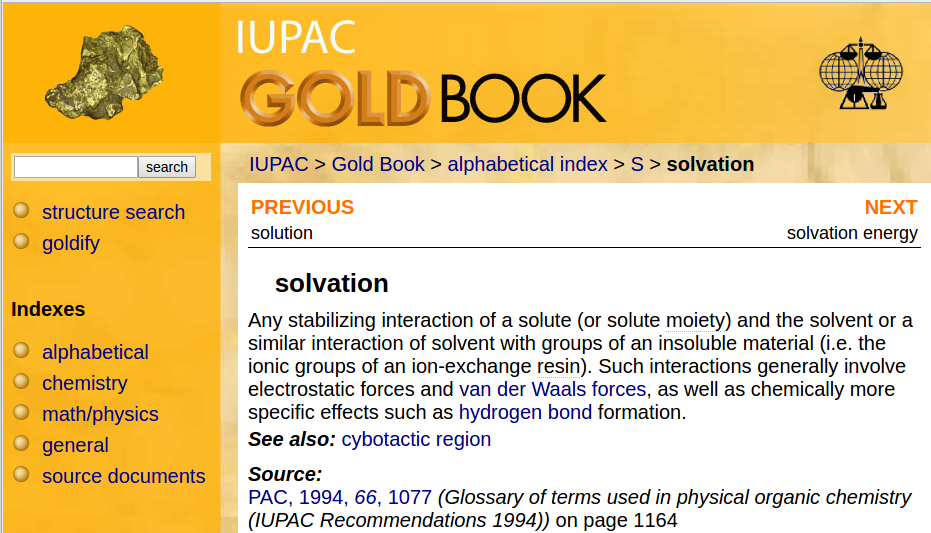 IUPAC
GOLD BOOK
search
structure search
goldify
Indexes
alphabetical
chemistry
math/physics
general
source documents
IUPAC > Gold Book > alphabetical index > S > solvation
PREVIOUS NEXT
solution solvation energy
solvation
Any stabilizing interaction of a solute (or solute moiety) and the solvent or a
similar interaction of solvent with groups of an insoluble material (i.e. the
ionic groups of an ion-exchange resin). Such interactions generally involve
electrostatic forces and van der Waals forces, as well as chemically more
specific effects such as hydrogen bond formation.
See also: cybotactic region
Source:
PAC, 1994, 66, 1077 (Glossary of terms used in physical organic chemistry
(IUPAC Recommendations 1994)) on page 1164